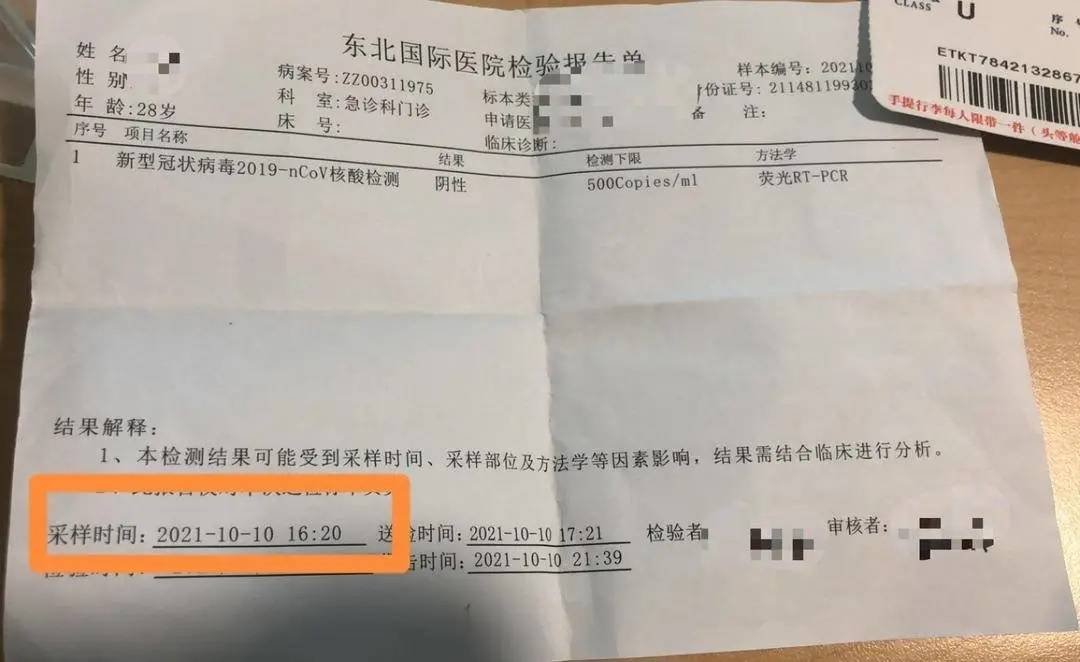 东北国际医院检验报告单
姓 名
性 别
年 龄:28岁
病案号:ZZ00311975
科 室:急诊科门诊
床 号:
标本类
申请医
临床诊断:
样本编号: 202110
份证号: 21148119930
备 注:
序号 项目名称 结果 检测下限 方法学
1 新型冠状病毒2019-nCoV核酸检测 阴性 500Copies/ml 荧光RT-PCR
结果解释:
1、本检测结果可能受到采样时间、采样部位及方法学等因素影响，结果需结合临床进行分析。
采样时间: 2021-10-10 16:20 送检时间: 2021-10-10 17:21 检验者 审核者:
告时间: 2021-10-10 21:39
CLASS U
序
No.
ETKT7842132867
手提行李每人限带一件(头等舱